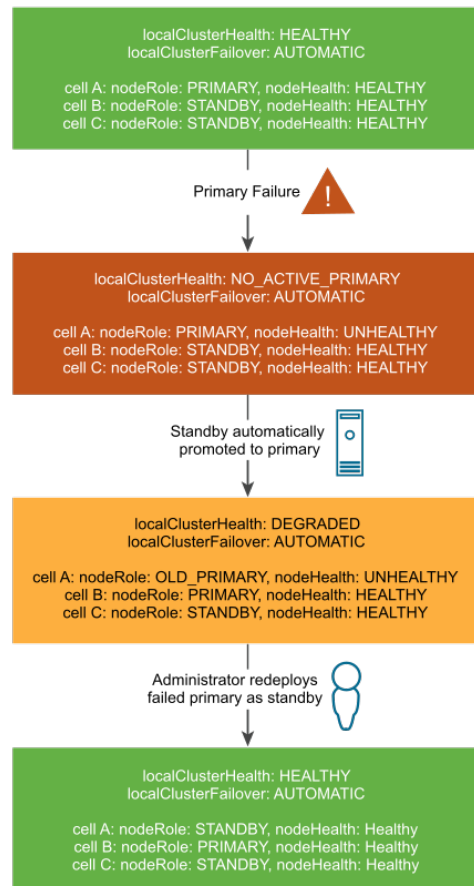 localClusterHealth: HEALTHY
localClusterFailover: AUTOMATIC
cell A: nodeRole: PRIMARY, nodeHealth: HEALTHY
cell B: nodeRole: STANDBY, nodeHealth: HEALTHY
cell C: nodeRole: STANDBY, nodeHealth: HEALTHY
Primary Failure
!
localClusterHealth: NO_ACTIVE_PRIMARY
localClusterFailover: AUTOMATIC
cell A: nodeRole: PRIMARY, nodeHealth: UNHEALTHY
cell B: nodeRole: STANDBY, nodeHealth: HEALTHY
cell C: nodeRole: STANDBY, nodeHealth: HEALTHY
Standby automatically
promoted to primary
localClusterHealth: DEGRADED
localClusterFailover: AUTOMATIC
cell A: nodeRole: OLD_PRIMARY, nodeHealth: UNHEALTHY
cell B: nodeRole: PRIMARY, nodeHealth: HEALTHY
cell C: nodeRole: STANDBY, nodeHealth: HEALTHY
Administrator redeploys
failed primary as standby
localClusterHealth: HEALTHY
localClusterFailover: AUTOMATIC
cell A: nodeRole: STANDBY, nodeHealth: Healthy
cell B: nodeRole: PRIMARY, nodeHealth: Healthy
cell C: nodeRole: STANDBY, nodeHealth: Healthy